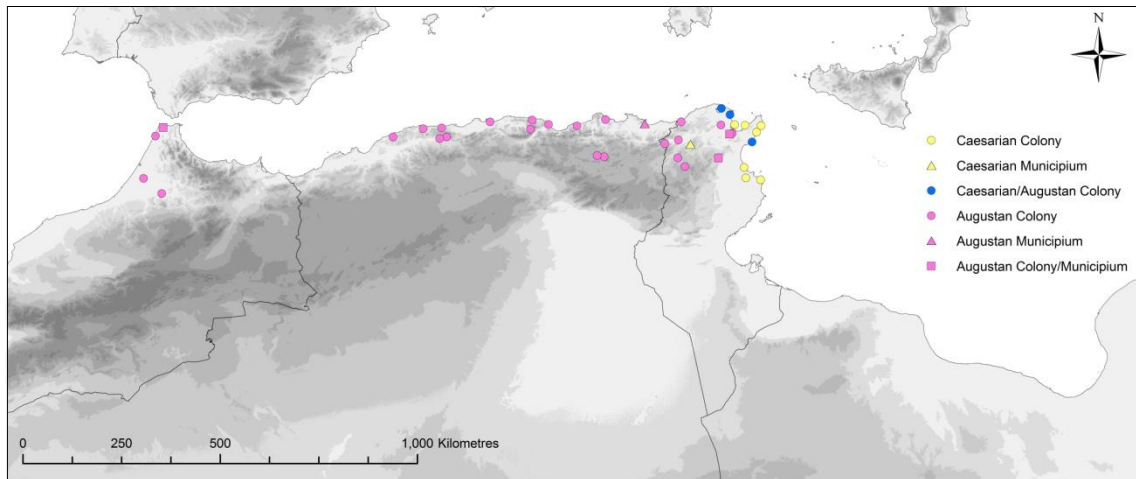 N
Caesarian Colony
Caesarian Municipium
Caesarian/Augustan Colony
Augustan Colony
Augustan Municipium
Augustan Colony/Municipium
0 250 500 1,000 Kilometres